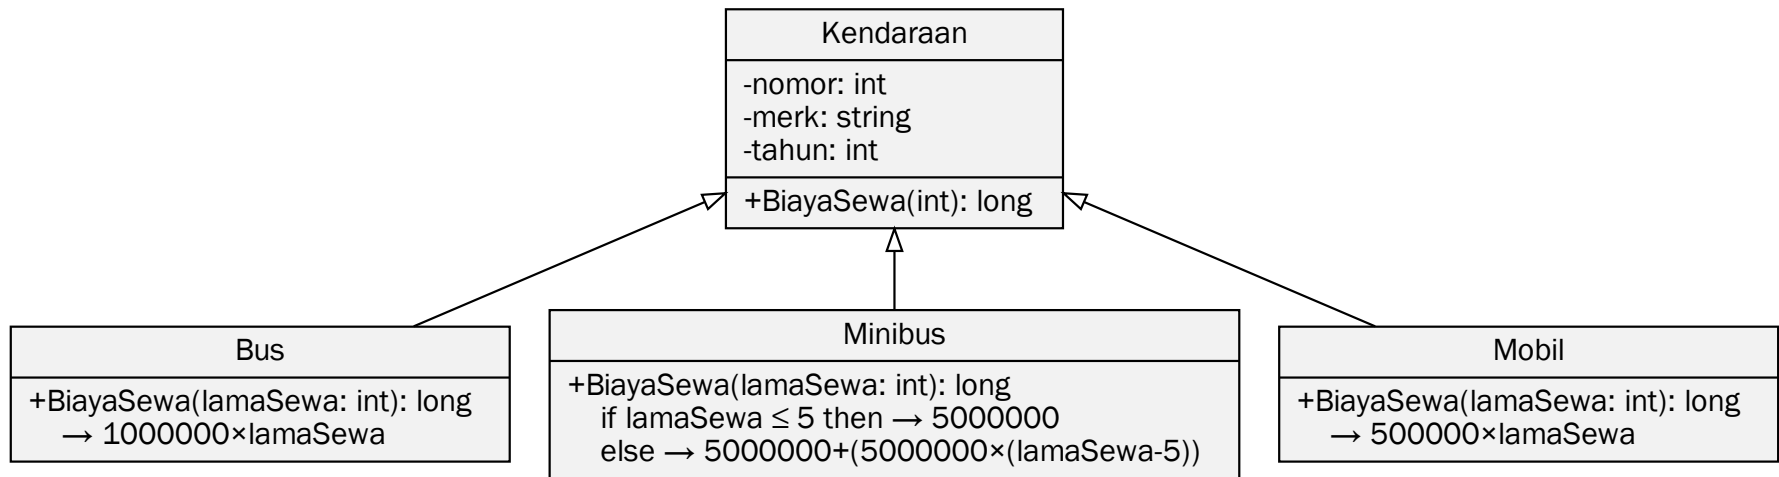 Kendaraan
-nomor: int
-merk: string
-tahun: int
+BiayaSewa(int): long
Bus
+BiayaSewa(lamaSewa: int): long
→ 1000000×lamaSewa
Minibus
+BiayaSewa(lamaSewa: int): long
if lamaSewa ≤ 5 then → 5000000
else → 5000000+(5000000×(lamaSewa-5))
Mobil
+BiayaSewa(lamaSewa: int): long
→ 500000×lamaSewa